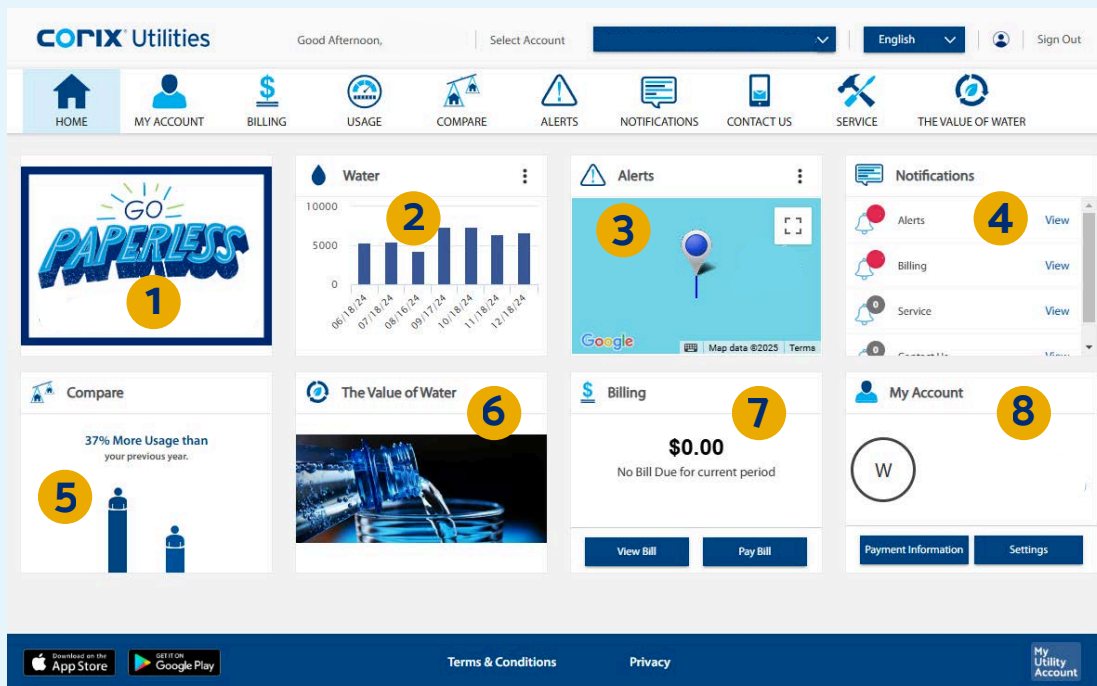 CORIX Utilities
Good Afternoon,
Select Account
English
Sign Out
HOME
MY ACCOUNT
BILLING
USAGE
COMPARE
ALERTS
NOTIFICATIONS
CONTACT US
SERVICE
THE VALUE OF WATER
GO
PAPERLESS
1
Water
2
10000
5000
0
06/18/24
07/18/24
08/16/24
09/17/24
10/18/24
11/18/24
12/18/24
Alerts
3
Google
Map data ©2025
Terms
Notifications
4
Alerts
View
Billing
View
0
Service
View
0
Contact Us
View
Compare
37% More Usage than
your previous year.
5
The Value of Water
6
Billing
7
$0.00
No Bill Due for current period
View Bill
Pay Bill
My Account
8
W
Payment Information
Settings
Download on the
App Store
GET IT ON
Google Play
Terms & Conditions
Privacy
My
Utility
Account